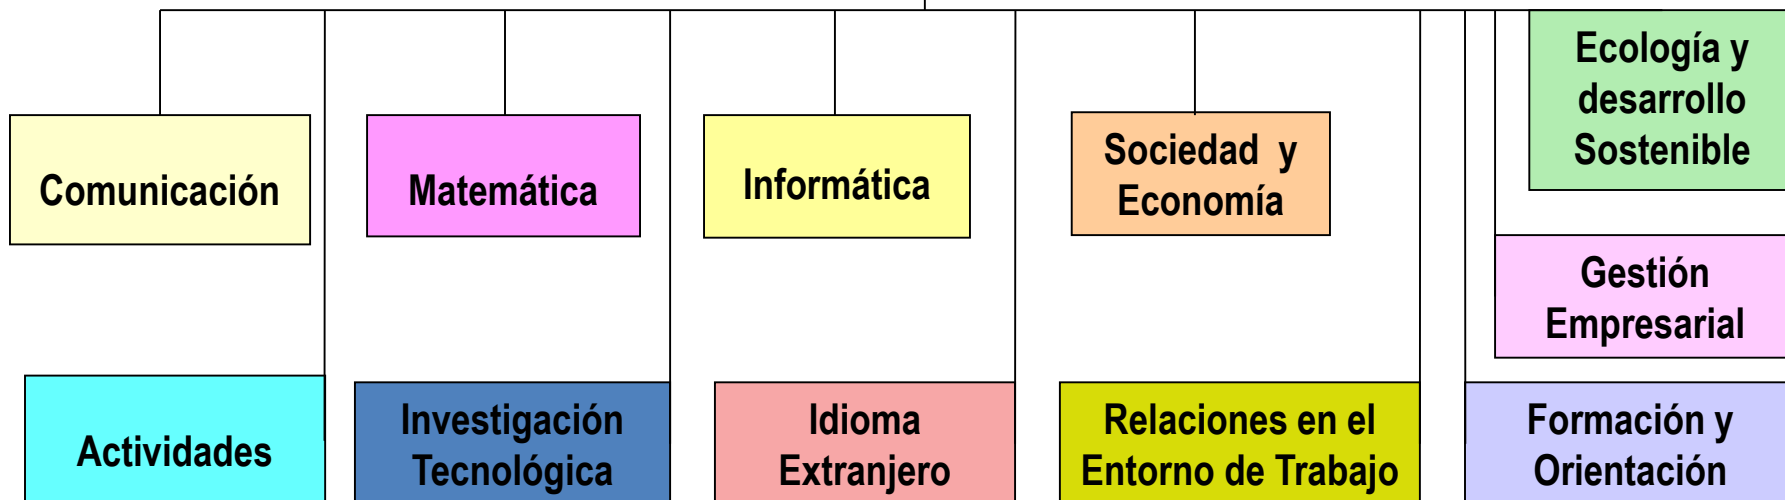 Comunicación
Matemática
Informática
Sociedad y
Economía
Ecología y
desarrollo
Sostenible
Gestión
Empresarial
Actividades
Investigación
Tecnológica
Idioma
Extranjero
Relaciones en el
Entorno de Trabajo
Formación y
Orientación